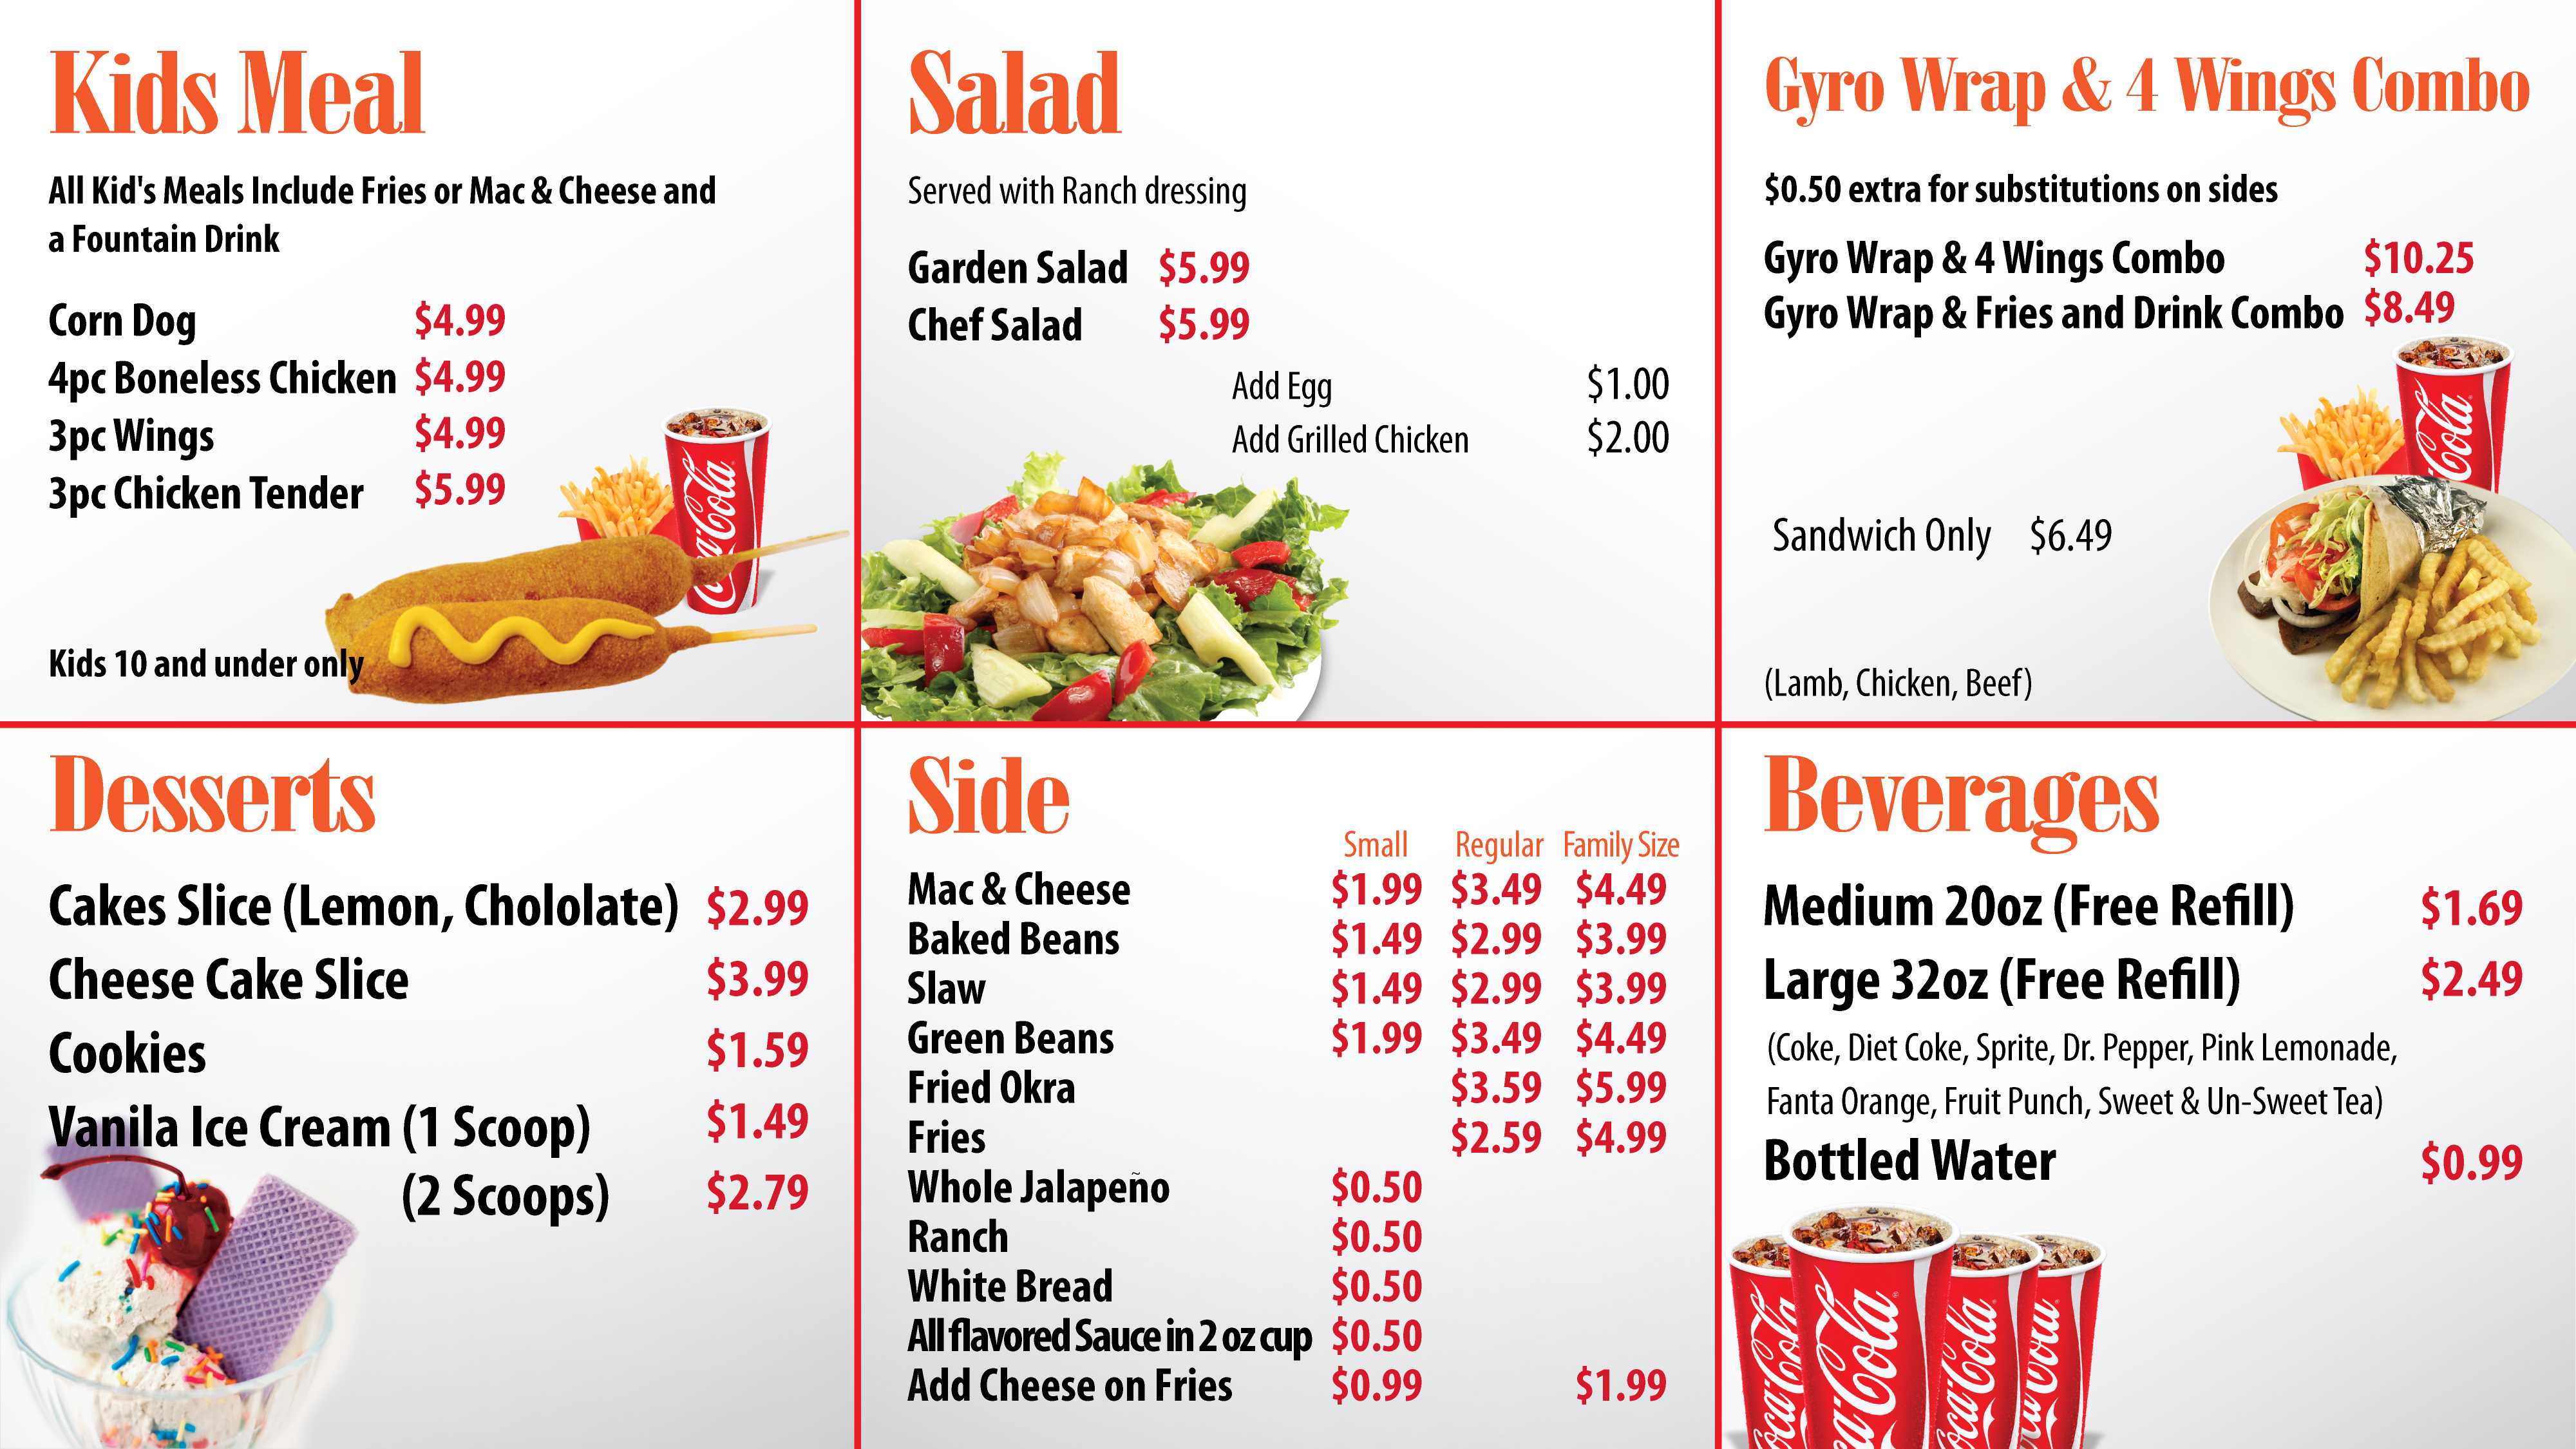 Kids Meal
All Kid's Meals Include Fries or Mac & Cheese and
a Fountain Drink
Corn Dog $4.99
4pc Boneless Chicken $4.99
3pc Wings $4.99
3pc Chicken Tender $5.99
Kids 10 and under only
Coca-Cola
Salad
Served with Ranch dressing
Garden Salad $5.99
Chef Salad $5.99
Add Egg $1.00
Add Grilled Chicken $2.00
Gyro Wrap & 4 Wings Combo
$0.50 extra for substitutions on sides
Gyro Wrap & 4 Wings Combo $10.25
Gyro Wrap & Fries and Drink Combo $8.49
Cola
Sandwich Only $6.49
(Lamb, Chicken, Beef)
Desserts
Cakes Slice (Lemon, Chololate) $2.99
Cheese Cake Slice $3.99
Cookies $1.59
Vanila Ice Cream (1 Scoop) $1.49
(2 Scoops) $2.79
Side
Small Regular Family Size
Mac & Cheese $1.99 $3.49 $4.49
Baked Beans $1.49 $2.99 $3.99
Slaw $1.49 $2.99 $3.99
Green Beans $1.99 $3.49 $4.49
Fried Okra $3.59 $5.99
Fries $2.59 $4.99
Whole Jalapeño $0.50
Ranch $0.50
White Bread $0.50
All flavored Sauce in 2 oz cup $0.50
Add Cheese on Fries $0.99 $1.99
Beverages
Medium 20oz (Free Refill) $1.69
Large 32oz (Free Refill) $2.49
(Coke, Diet Coke, Sprite, Dr. Pepper, Pink Lemonade,
Fanta Orange, Fruit Punch, Sweet & Un-Sweet Tea)
Bottled Water $0.99
oca-Cola
ca-Cola
oca-Cola
Cola